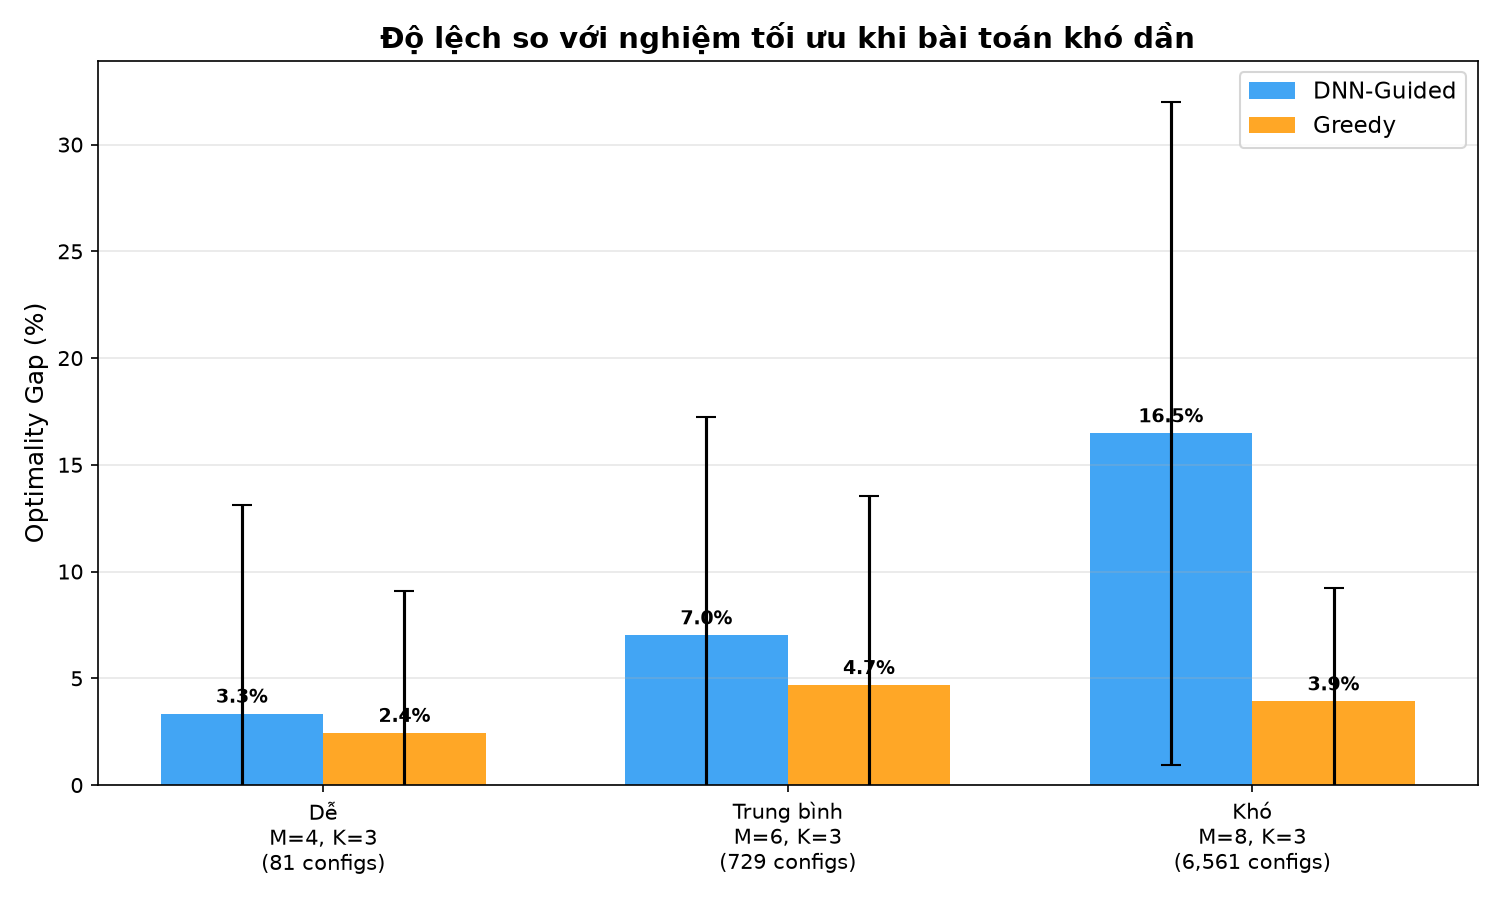 Độ lệch so với nghiệm tối ưu khi bài toán khó dần
DNN-Guided
Greedy
Optimality Gap (%)
30
25
20
15
10
5
0
3.3%
2.4%
7.0%
4.7%
16.5%
3.9%
Dễ
M=4, K=3
(81 configs)
Trung bình
M=6, K=3
(729 configs)
Khó
M=8, K=3
(6,561 configs)